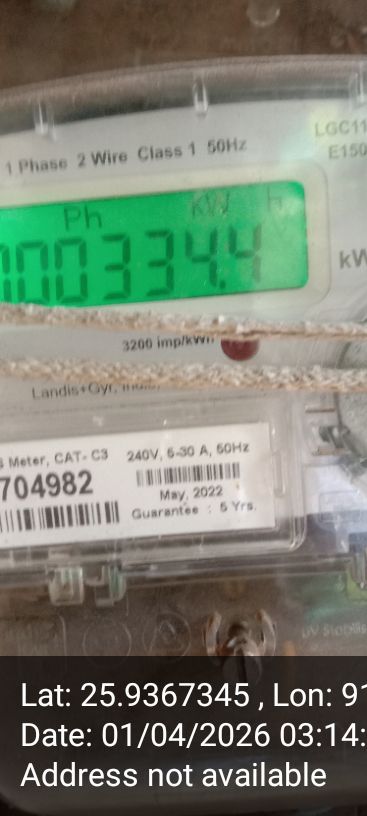 LGC11
1 Phase 2 Wire Class 1 50Hz
E150
Ph KW h
000334.4
kW
3200 imp/kWh
Landis+Gyr,
Meter, CAT- C3 240V, 5-30 A, 50Hz
704982
May, 2022
Guarantee : 5 Yrs.
UV Stabilis
Lat: 25.9367345 , Lon: 91
Date: 01/04/2026 03:14:
Address not available